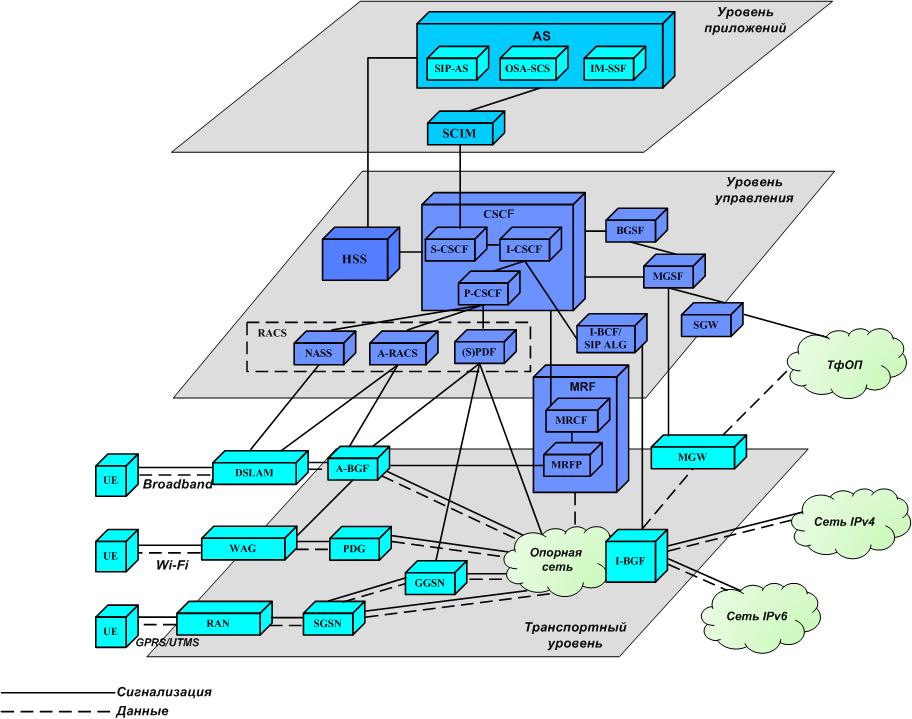 Уровень
приложений
AS
SIP-AS
OSA-SCS
IM-SSF
SCIM
Уровень
управления
CSCF
BGSF
S-CSCF
I-CSCF
HSS
MGSF
P-CSCF
SGW
RACS
I-BCF/
SIP ALG
NASS
A-RACS
(S)PDF
ТфОП
MRF
MRCF
MGW
MRFP
UE
DSLAM
A-BGF
Broadband
Сеть IPv4
UE
WAG
PDG
Опорная
сеть
I-BGF
Wi-Fi
GGSN
Сеть IPv6
UE
RAN
SGSN
GPRS/UTMS
Транспортный
уровень
Сигнализация
Данные